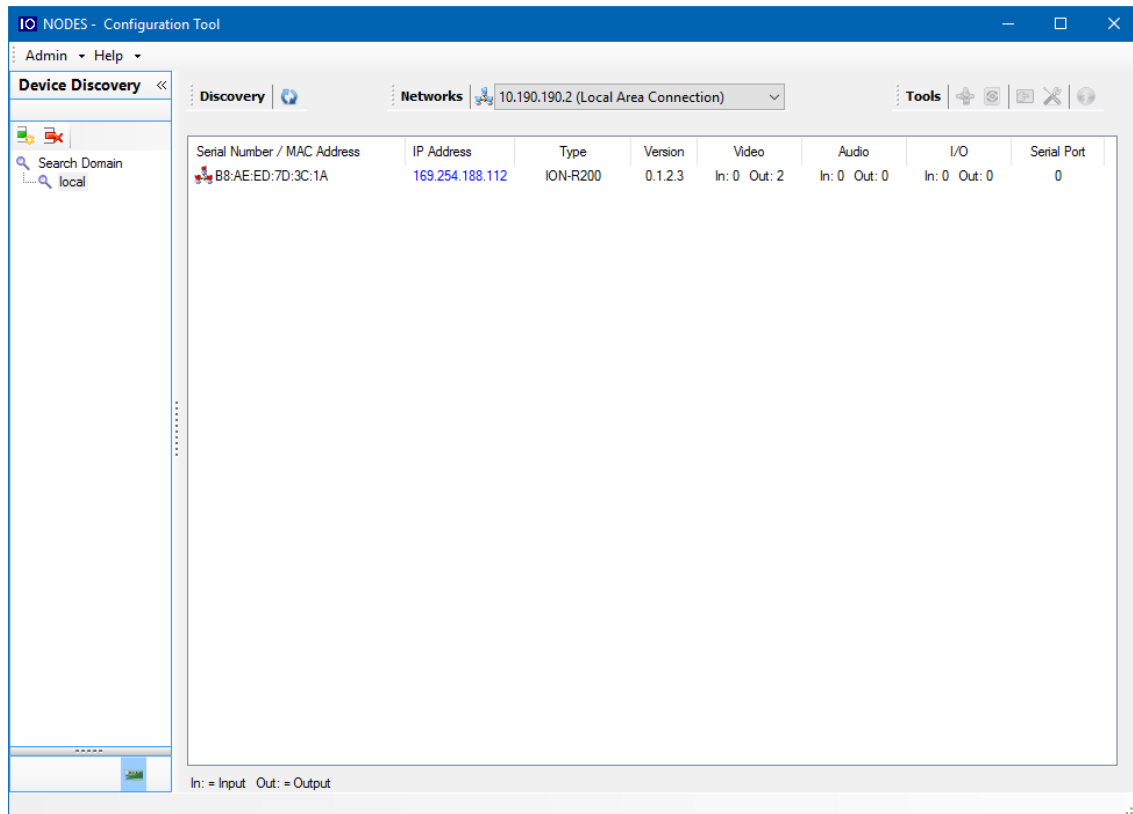 IO NODES - Configuration Tool
Admin Help
Device Discovery «
Discovery Networks 10.190.190.2 (Local Area Connection) Tools
Search Domain
local
Serial Number / MAC Address IP Address Type Version Video Audio I/O Serial Port
B8:AE:ED:7D:3C:1A 169.254.188.112 ION-R200 0.1.2.3 In: 0 Out: 2 In: 0 Out: 0 In: 0 Out: 0 0
In: = Input Out: = Output